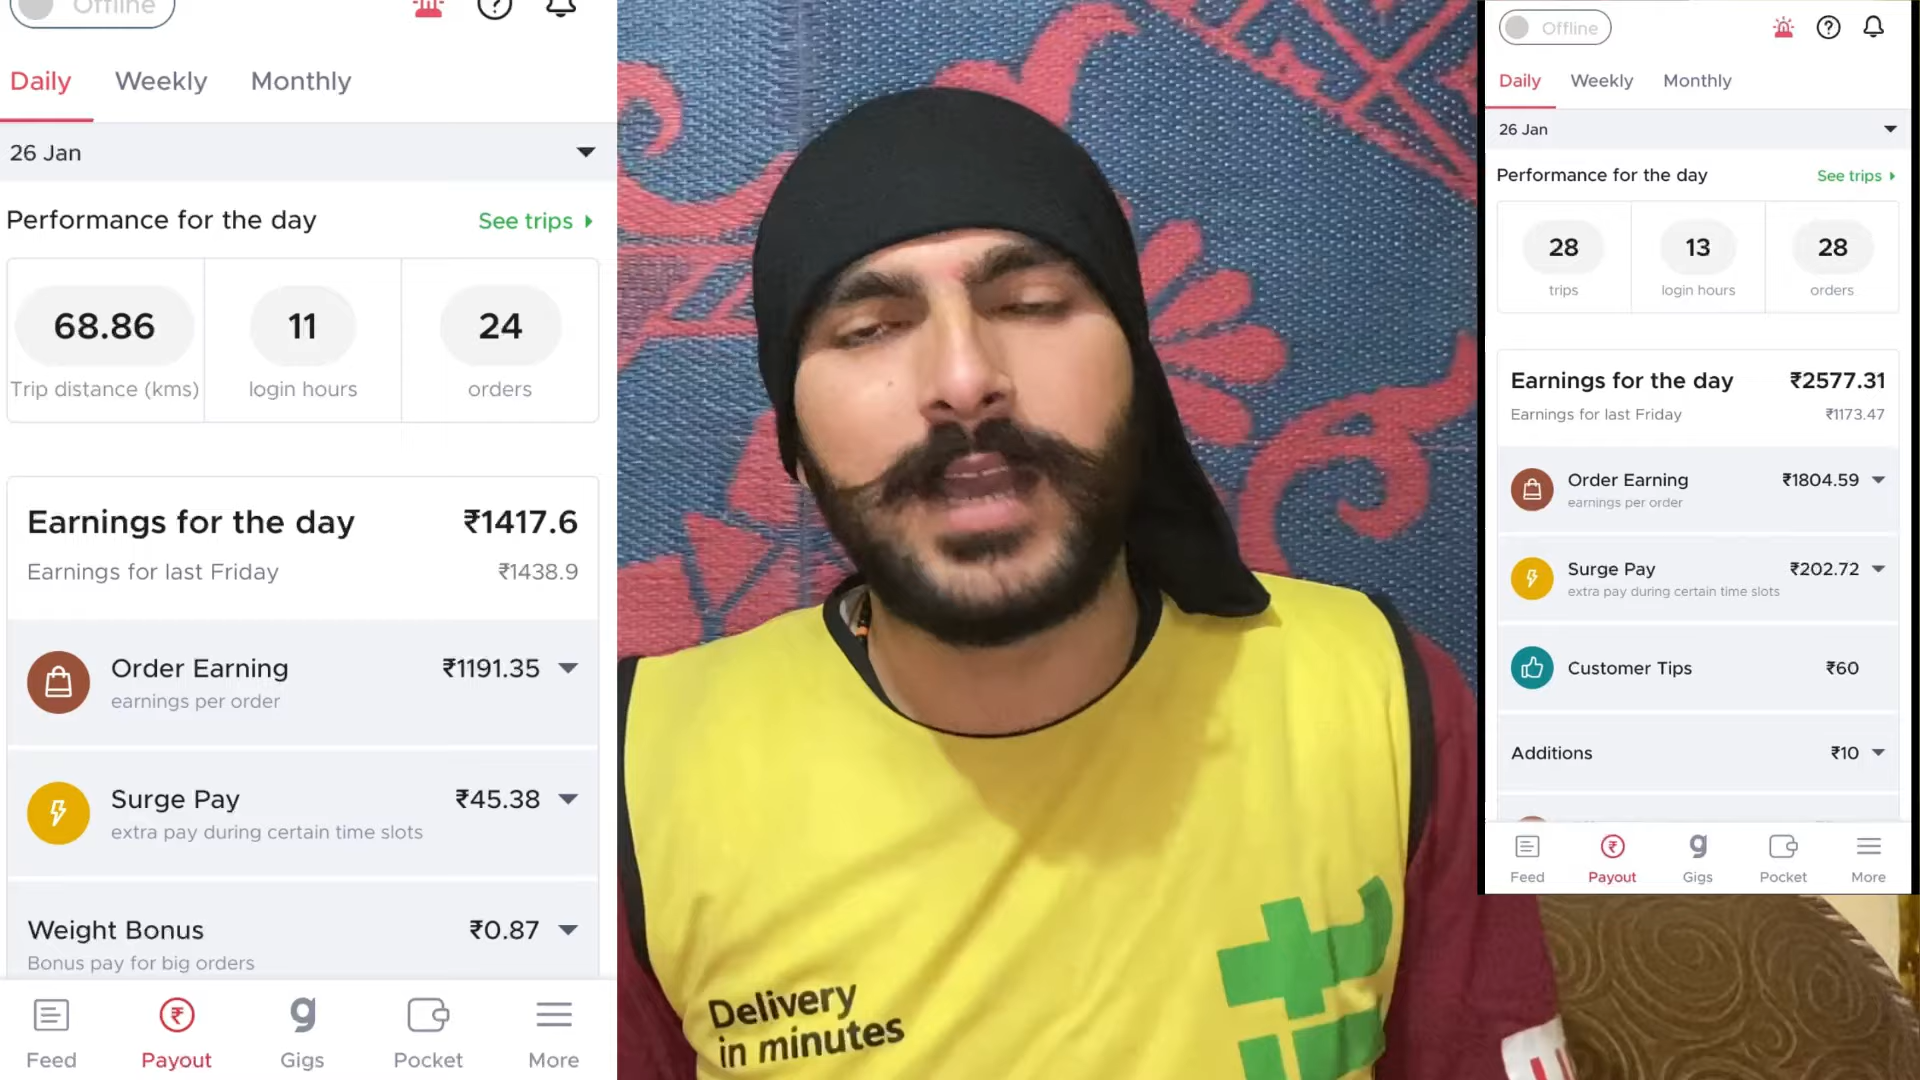 Offline
Daily Weekly Monthly
26 Jan
Performance for the day See trips
68.86 11 24
Trip distance (kms) login hours orders
Earnings for the day ₹1417.6
Earnings for last Friday ₹1438.9
Order Earning ₹1191.35
earnings per order
Surge Pay ₹45.38
extra pay during certain time slots
Weight Bonus ₹0.87
Bonus pay for big orders
Feed Payout Gigs Pocket More
Delivery
in minutes
Offline
Daily Weekly Monthly
26 Jan
Performance for the day See trips
28 13 28
trips login hours orders
Earnings for the day ₹2577.31
Earnings for last Friday ₹1173.47
Order Earning ₹1804.59
earnings per order
Surge Pay ₹202.72
extra pay during certain time slots
Customer Tips ₹60
Additions ₹10
Feed Payout Gigs Pocket More